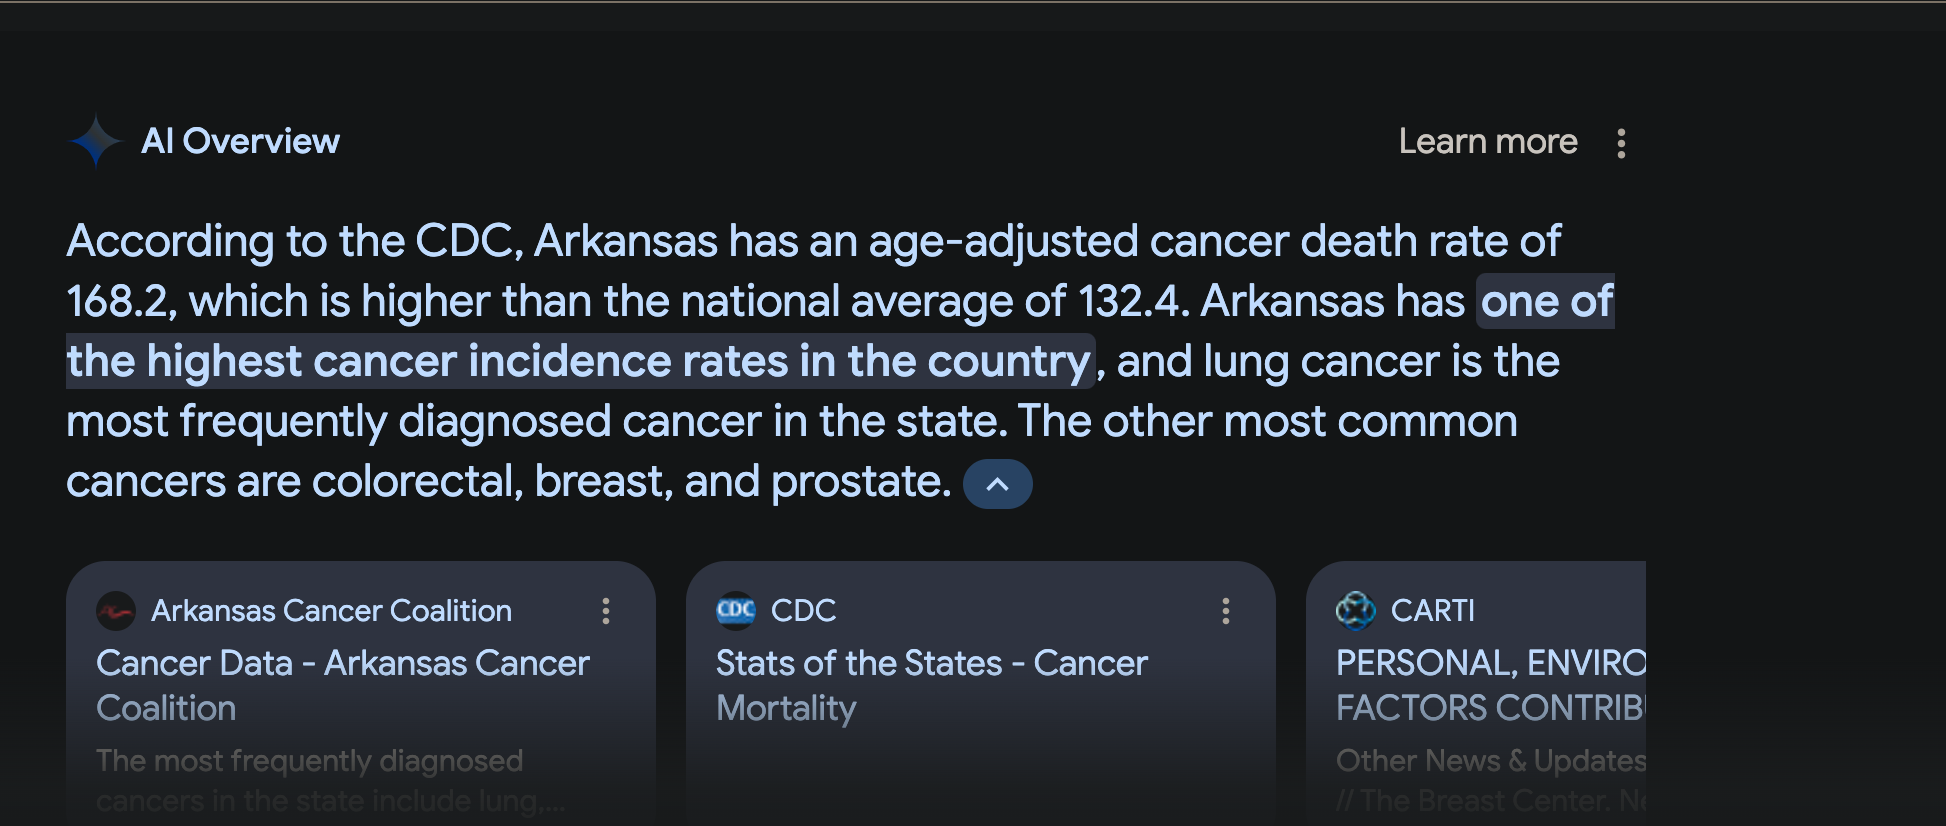 AI Overview
Learn more
According to the CDC, Arkansas has an age-adjusted cancer death rate of
168.2, which is higher than the national average of 132.4. Arkansas has one of
the highest cancer incidence rates in the country, and lung cancer is the
most frequently diagnosed cancer in the state. The other most common
cancers are colorectal, breast, and prostate.
Arkansas Cancer Coalition
Cancer Data - Arkansas Cancer
Coalition
The most frequently diagnosed
cancers in the state include lung,...
CDC
CDC
Stats of the States - Cancer
Mortality
CARTI
PERSONAL, ENVIRO
FACTORS CONTRIB
Other News & Updates
// The Breast Center. Ne